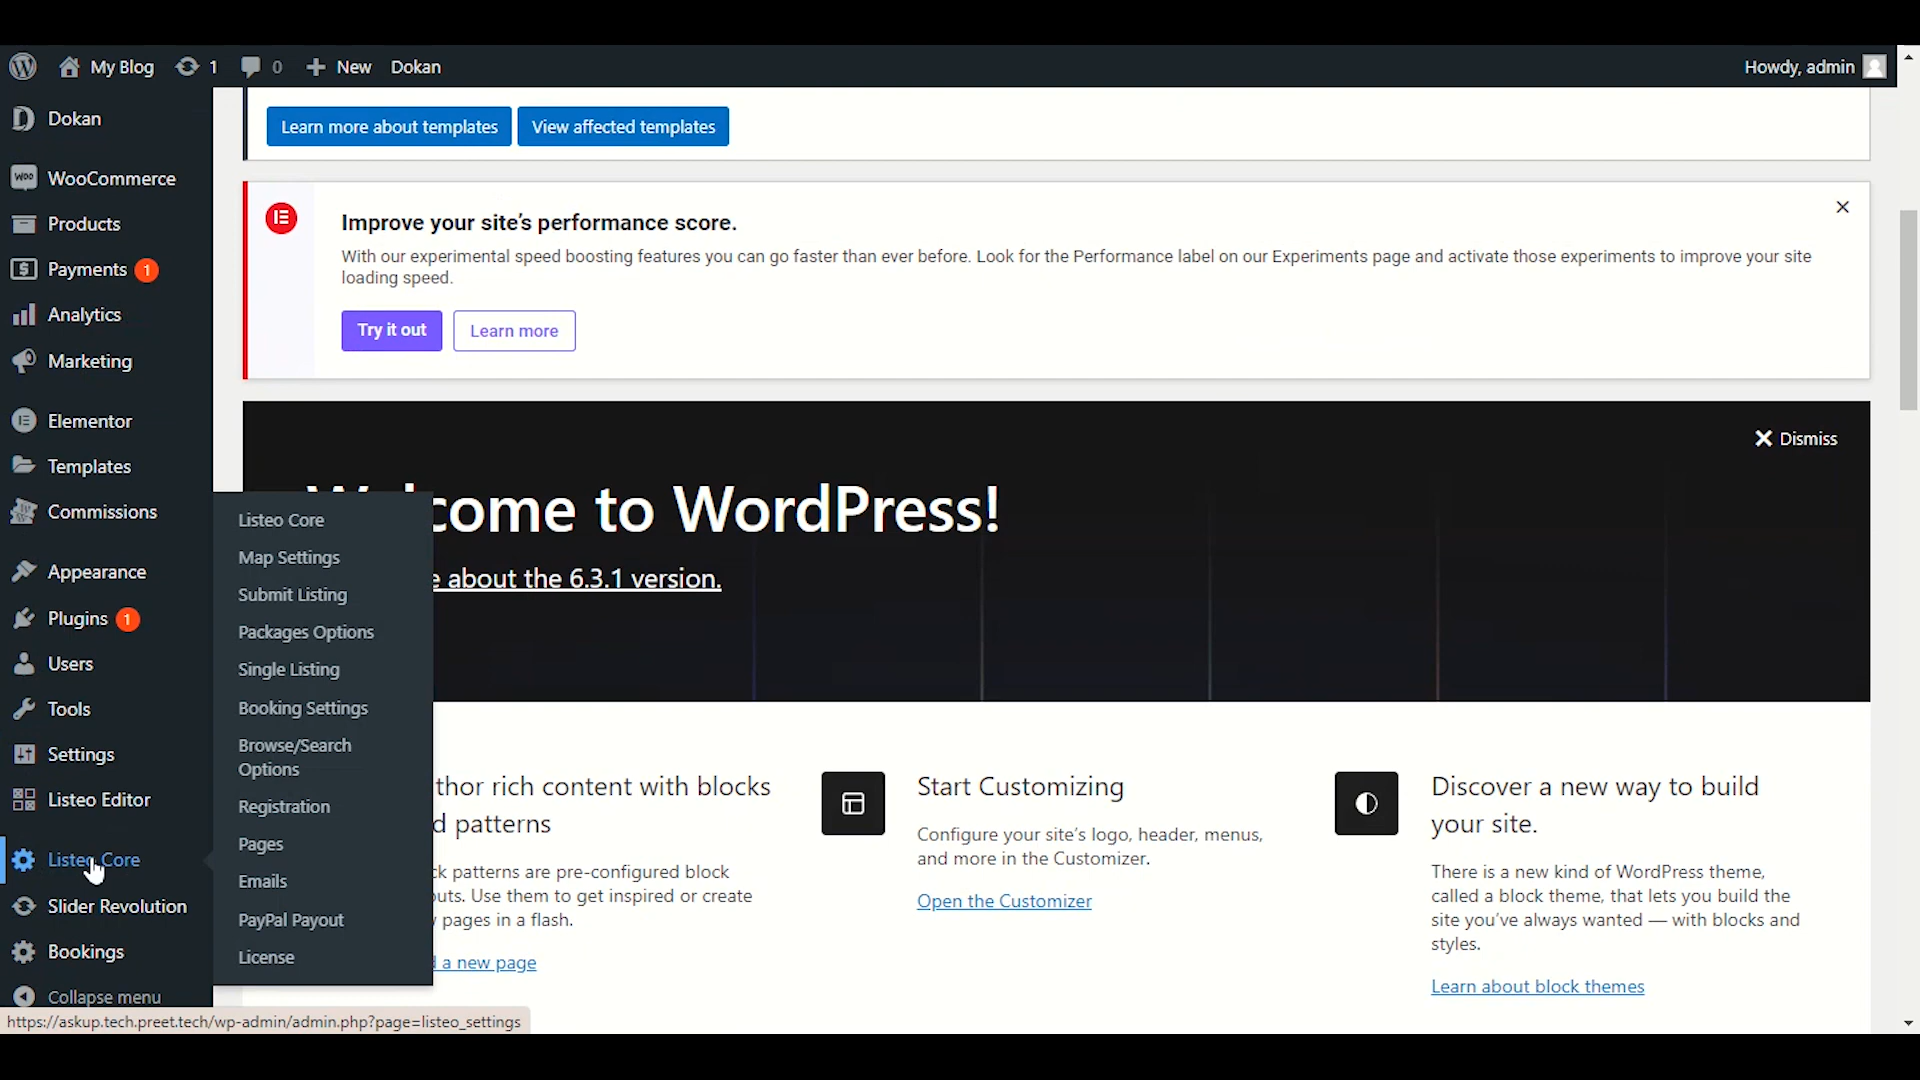 My Blog 1 0 New Dokan Howdy, admin
Dokan
WooCommerce
Products
Payments 1
Analytics
Marketing
Elementor
Templates
Commissions
Appearance
Plugins 1
Users
Tools
Settings
Listeo Editor
Listeo Core
Slider Revolution
Bookings
Collapse menu
Listeo Core
Map Settings
Submit Listing
Packages Options
Single Listing
Booking Settings
Browse/Search
Options
Registration
Pages
Emails
PayPal Payout
License
Learn more about templates View affected templates
Improve your site's performance score.
With our experimental speed boosting features you can go faster than ever before. Look for the Performance label on our Experiments page and activate those experiments to improve your site
loading speed.
Try it out Learn more
Dismiss
come to WordPress!
about the 6.3.1 version.
thor rich content with blocks
d patterns
patterns are pre-configured block
Use them to get inspired or create
pages in a flash.
a new page
Start Customizing
Configure your site's logo, header, menus,
and more in the Customizer.
Open the Customizer
Discover a new way to build
your site.
There is a new kind of WordPress theme,
called a block theme, that lets you build the
site you've always wanted — with blocks and
styles.
Learn about block themes
https://askup.tech.preet.tech/wp-admin/admin.php?page=listeo_settings